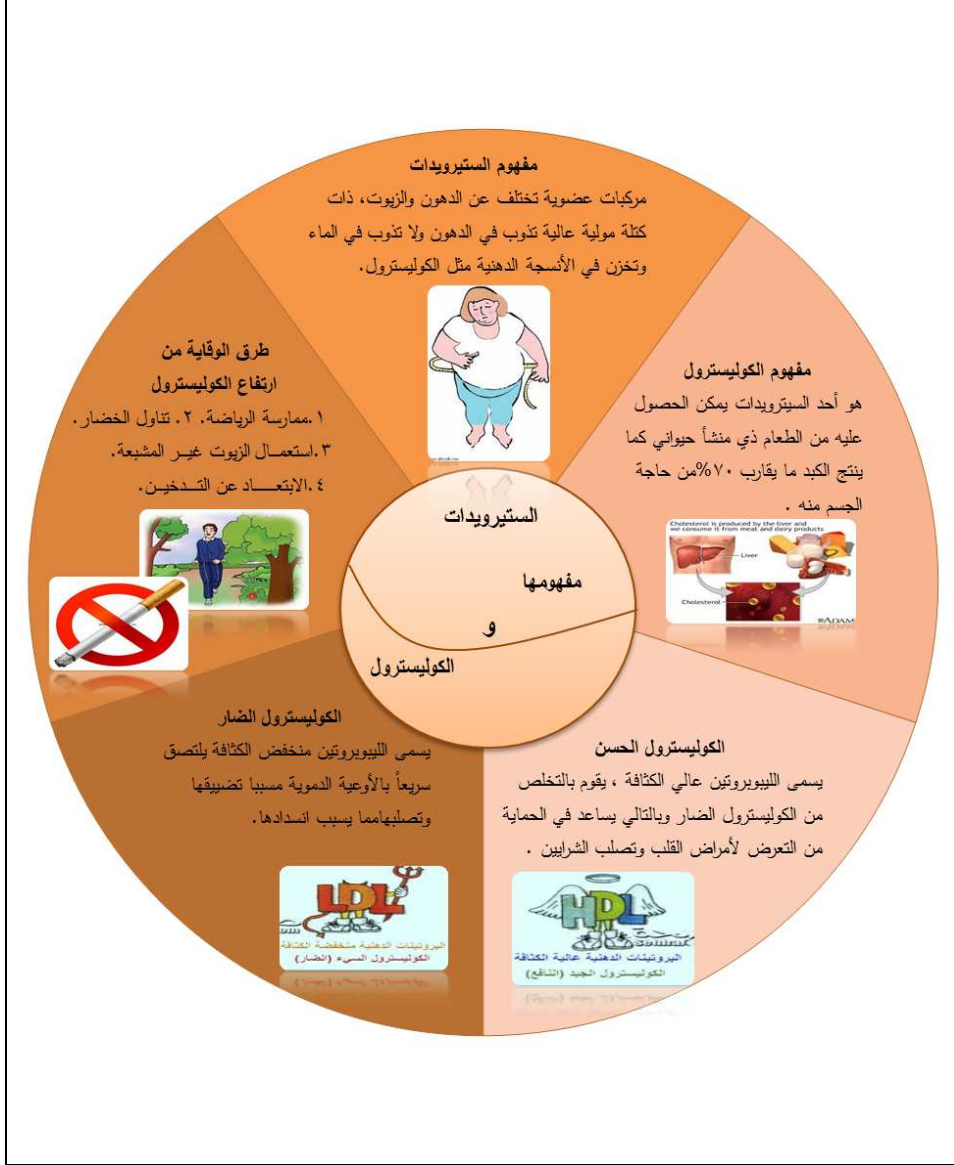 مفهوم الستيرويدات
مركبات عضوية تختلف عن الدهون والزيوت، ذات
كتلة مولية عالية تذوب في الدهون ولا تذوب في الماء
وتخزن في الأنسجة الدهنية مثل الكوليسترول.
مفهوم الكوليسترول
هو أحد السيترويدات يمكن الحصول
عليه من الطعام ذي منشأ حيواني كما
ينتج الكبد ما يقارب ٧٠%من حاجة
الجسم منه .
Cholesterol is produced by the liver and
we consume it from meat and dairy products
Liver
Cholesterol
ADAM
الكوليسترول الحسن
يسمى الليبوبروتين عالي الكثافة ، يقوم بالتخلص
من الكوليسترول الضار وبالتالي يساعد في الحماية
من التعرض لأمراض القلب وتصلب الشرايين .
HDL
البروتينات الدهنية عالية الكثافة
الكوليسترول الجيد (النافع)
الكوليسترول الضار
يسمى الليبوبروتين منخفض الكثافة يلتصق
سريعاً بالأوعية الدموية مسببا تضييقها
وتصلبهامما يسبب انسدادها.
LDL
البروتينات الدهنية منخفضة الكثافة
الكوليسترول السيء (الضار)
طرق الوقاية من
ارتفاع الكوليسترول
١.ممارسة الرياضة. ٢. تناول الخضار.
٣.استعمـال الزيوت غيـر المشبعة.
٤.الابتعـــاد عن التـدخيـن.
الستيرويدات
مفهومها
و
الكوليسترول